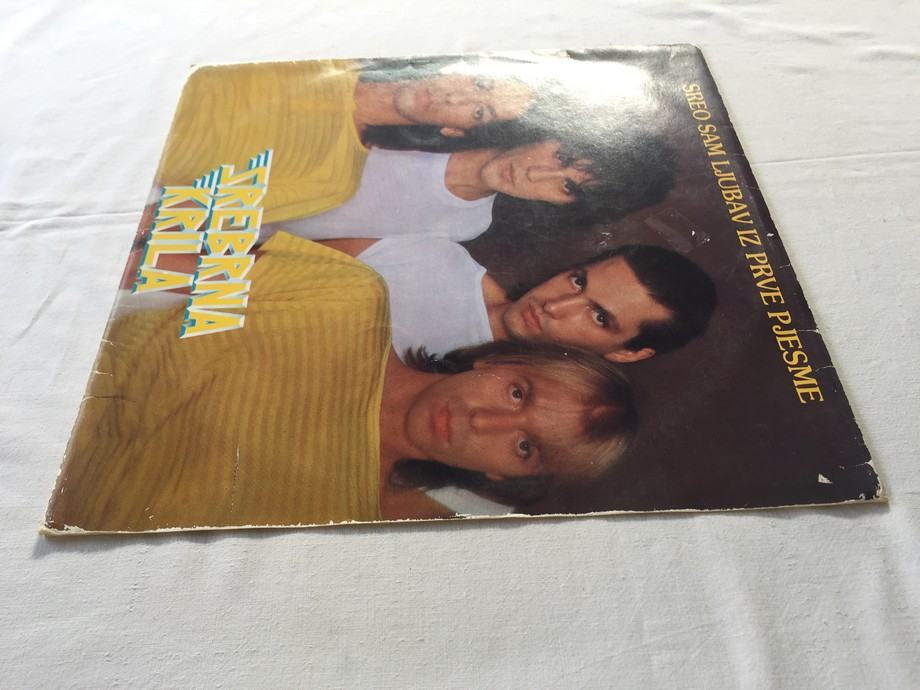 SREO SAM LJUBAV IZ PRVE PJESME
SREBRNA
KRILA